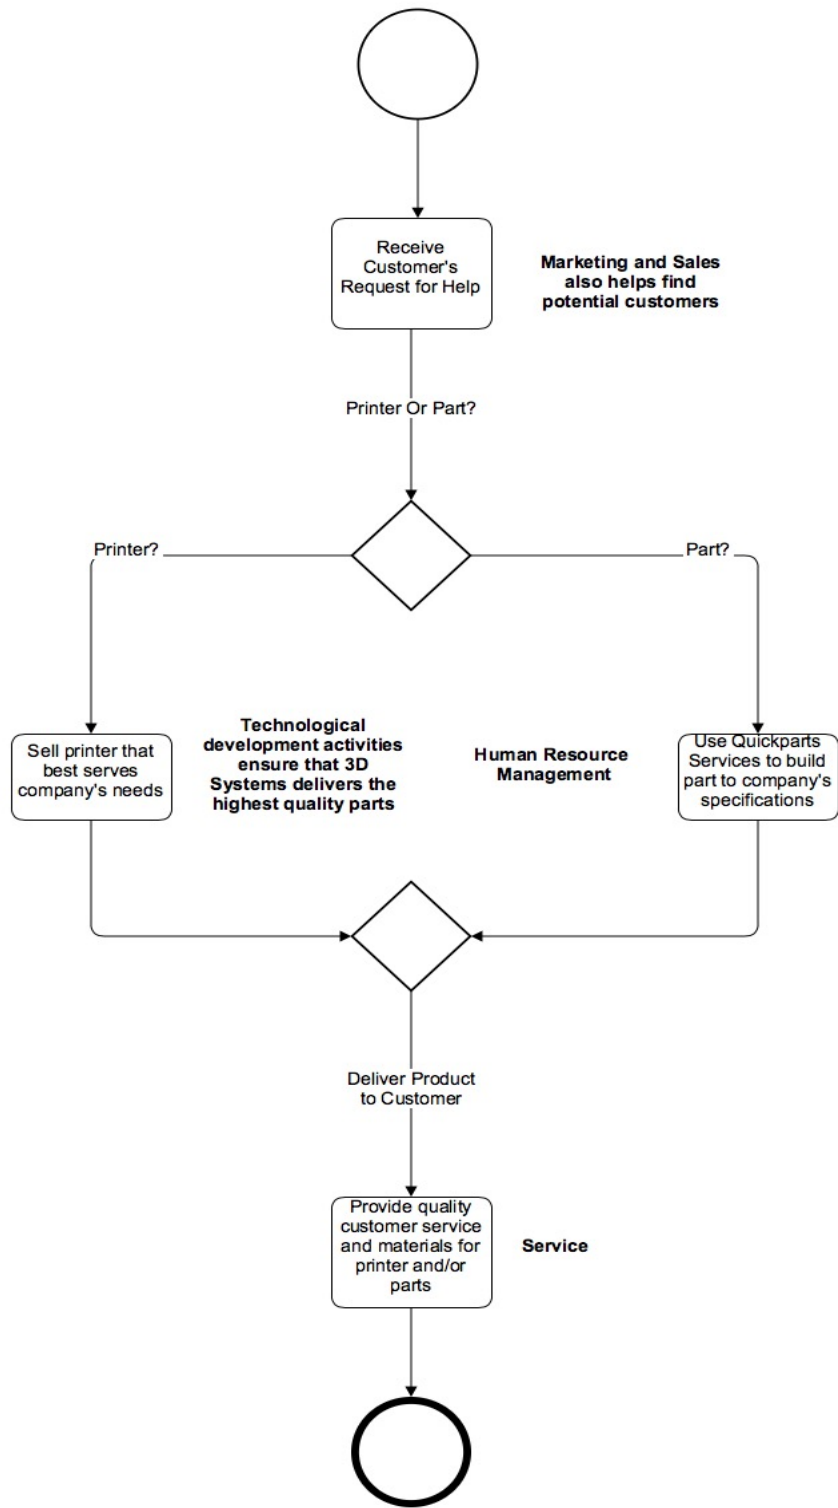 Receive
Customer's
Request for Help
Marketing and Sales
also helps find
potential customers
Printer Or Part?
Printer?
Part?
Sell printer that
best serves
company's needs
Technological
development activities
ensure that 3D
Systems delivers the
highest quality parts
Human Resource
Management
Use Quickparts
Services to build
part to company's
specifications
Deliver Product
to Customer
Provide quality
customer service
and materials for
printer and/or
parts
Service